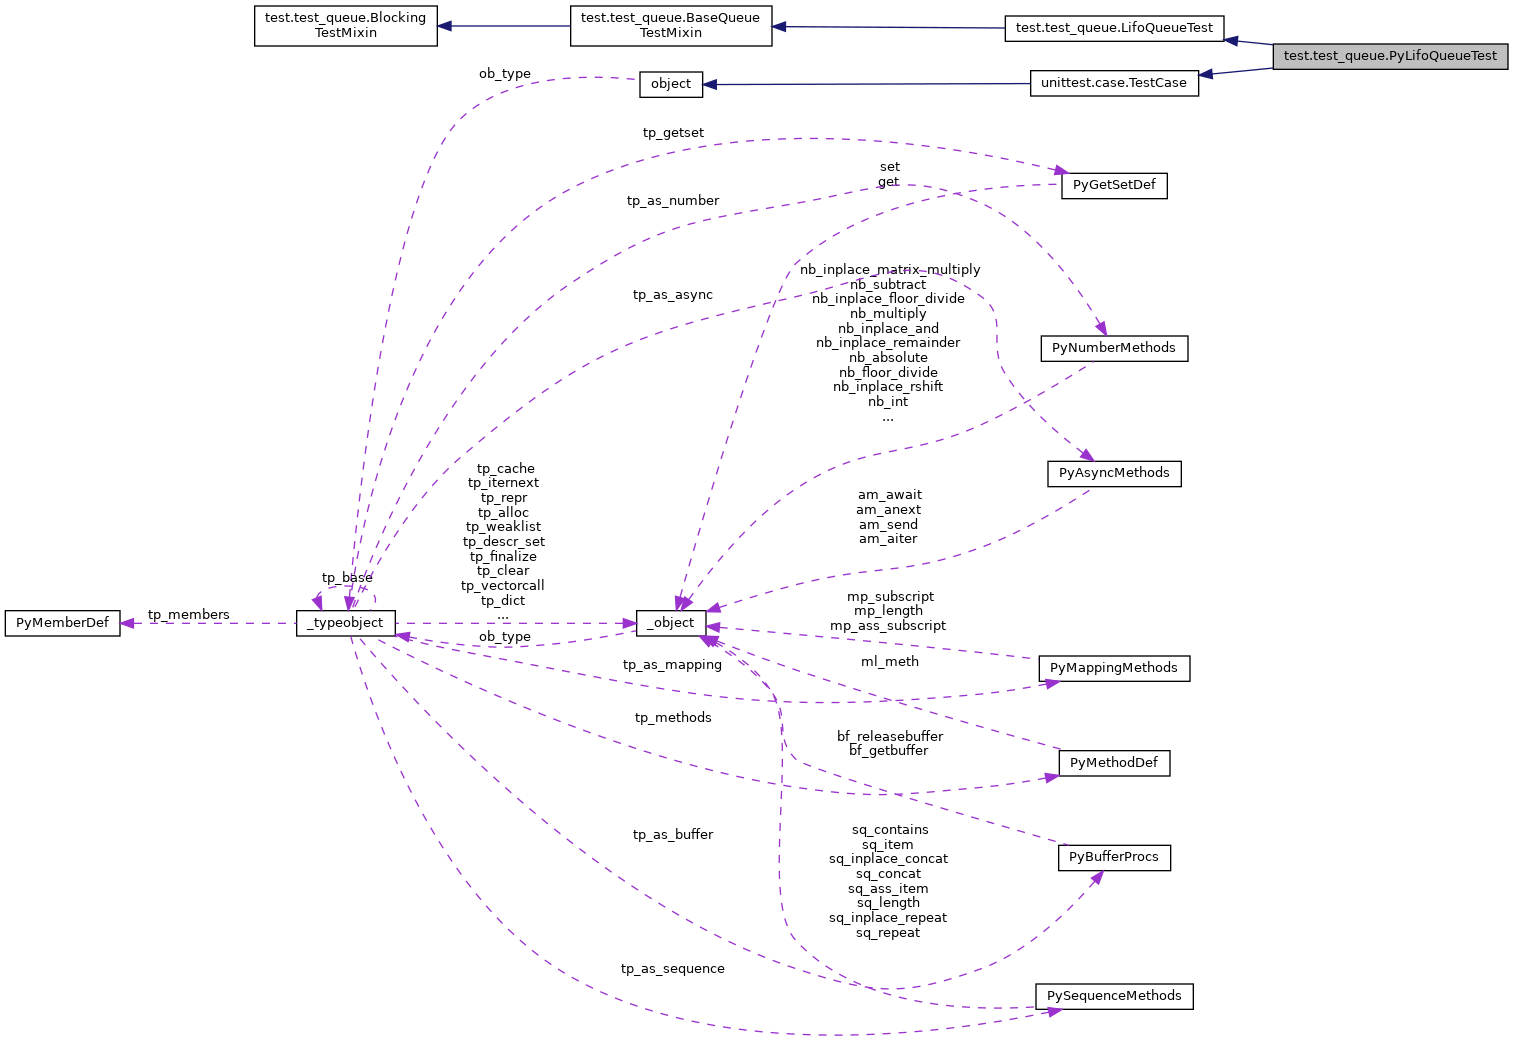 test.test_queue.Blocking
TestMixin
test.test_queue.BaseQueue
TestMixin
test.test_queue.LifoQueueTest
test.test_queue.PyLifoQueueTest
ob_type
object
unittest.case.TestCase
tp_getset
set
get
PyGetSetDef
tp_as_number
nb_inplace_matrix_multiply
nb_subtract
nb_inplace_floor_divide
nb_multiply
nb_inplace_and
nb_inplace_remainder
nb_absolute
nb_floor_divide
nb_inplace_rshift
nb_int
...
tp_as_async
PyNumberMethods
PyAsyncMethods
tp_cache
tp_iternext
tp_repr
tp_alloc
tp_weaklist
tp_descr_set
tp_finalize
tp_clear
tp_vectorcall
tp_dict
...
am_await
am_anext
am_send
am_aiter
tp_base
PyMemberDef
tp_members
_typeobject
_object
ob_type
mp_subscript
mp_length
mp_ass_subscript
tp_as_mapping
ml_meth
PyMappingMethods
tp_methods
bf_releasebuffer
bf_getbuffer
PyMethodDef
tp_as_buffer
sq_contains
sq_item
sq_inplace_concat
sq_concat
sq_ass_item
sq_length
sq_inplace_repeat
sq_repeat
PyBufferProcs
tp_as_sequence
PySequenceMethods